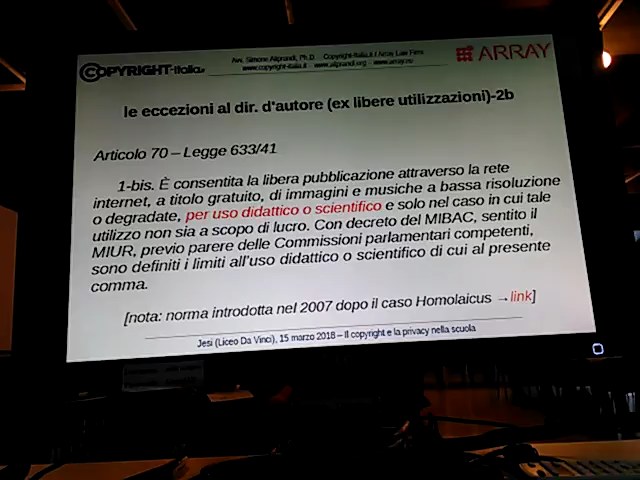 COPYRIGHT-Italia.it
Avv. Simone Aliprandi, Ph.D. - Copyright-Italia.it / Array Law Firm
www.copyright-italia.it - www.aliprandi.org - www.array.eu
ARRAY
le eccezioni al dir. d'autore (ex libere utilizzazioni)-2b
Articolo 70 – Legge 633/41
1-bis. È consentita la libera pubblicazione attraverso la rete
internet, a titolo gratuito, di immagini e musiche a bassa risoluzione
o degradate, per uso didattico o scientifico e solo nel caso in cui tale
utilizzo non sia a scopo di lucro. Con decreto del MIBAC, sentito il
MIUR, previo parere delle Commissioni parlamentari competenti,
sono definiti i limiti all'uso didattico o scientifico di cui al presente
comma.
[nota: norma introdotta nel 2007 dopo il caso Homolaicus →link]
Jesi (Liceo Da Vinci), 15 marzo 2018 – Il copyright e la privacy nella scuola